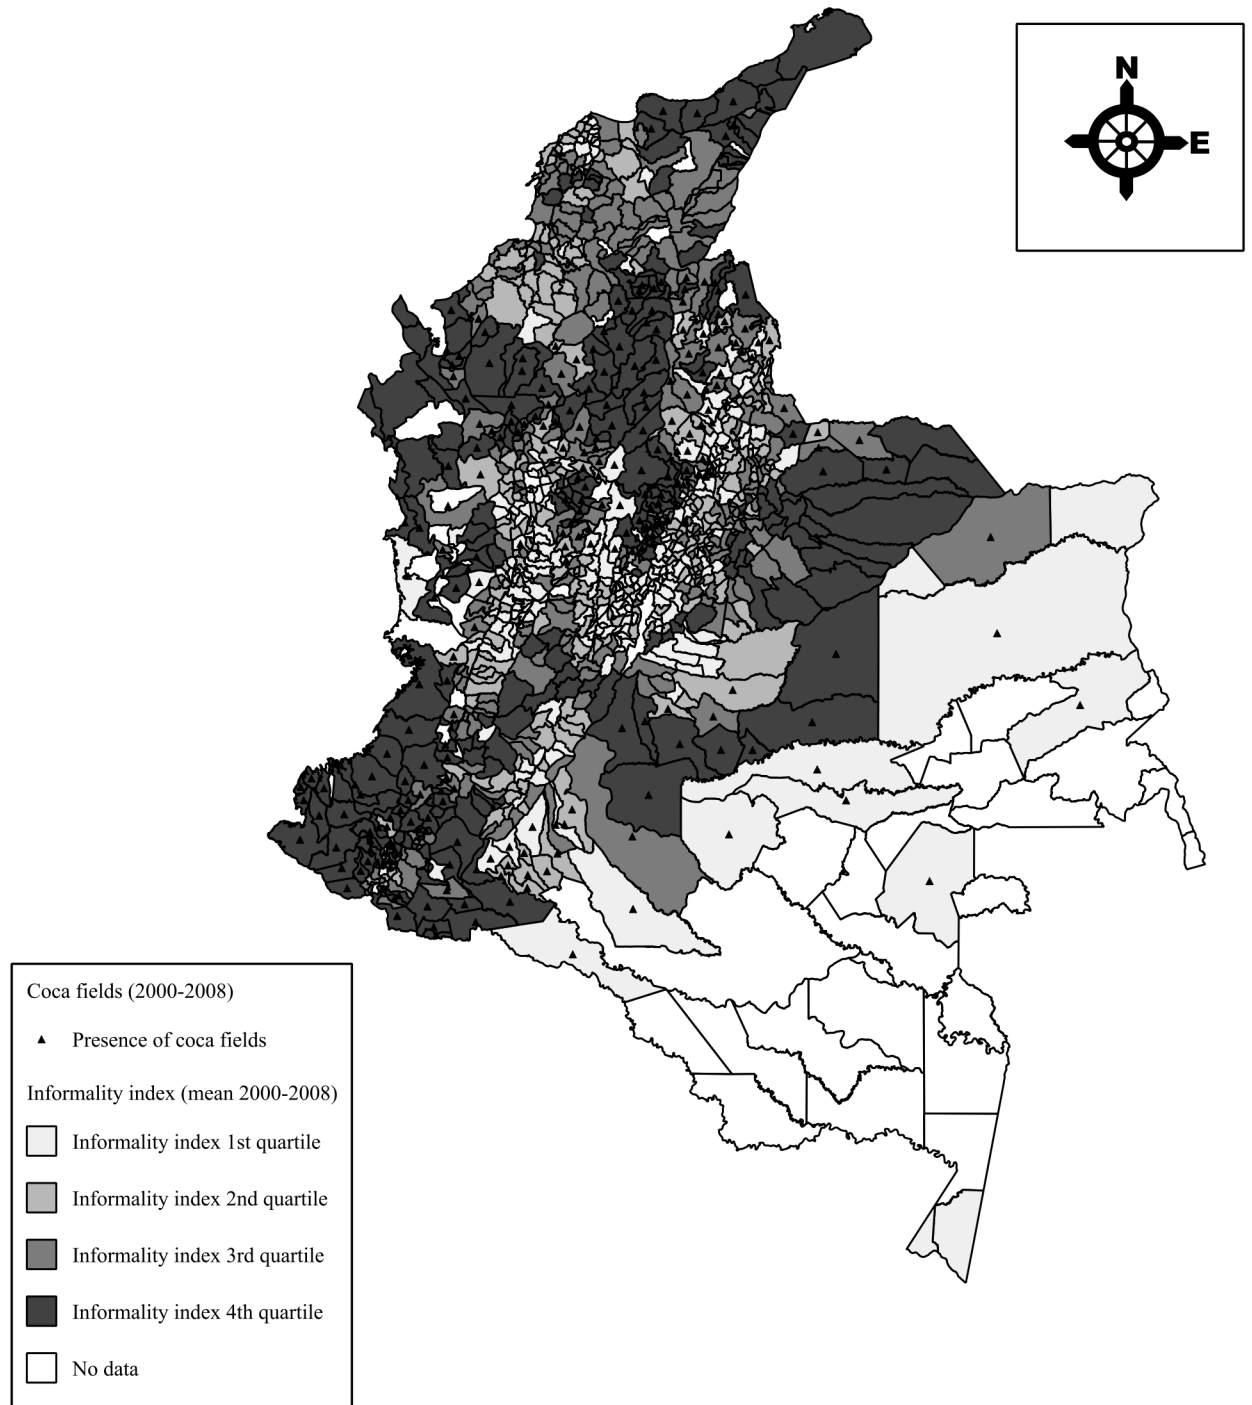 N
E
Coca fields (2000-2008)
Presence of coca fields
Informality index (mean 2000-2008)
Informality index 1st quartile
Informality index 2nd quartile
Informality index 3rd quartile
Informality index 4th quartile
No data